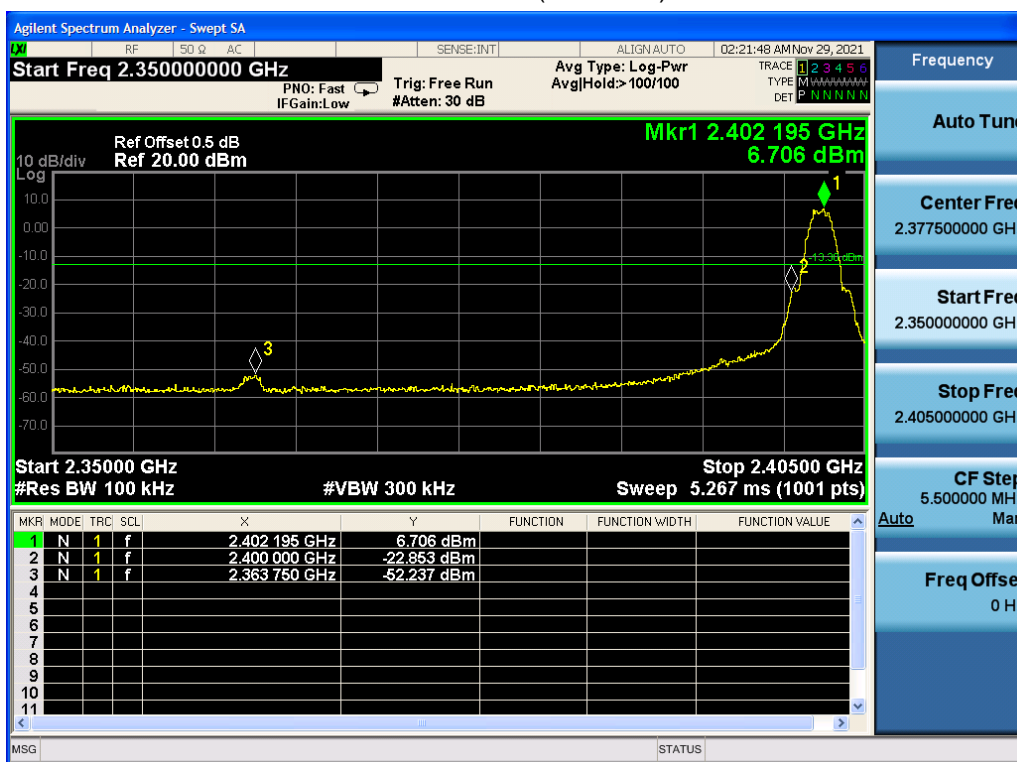 Agilent Spectrum Analyzer - Swept SA
LXI RF 50 Ω AC SENSE:INT ALIGN AUTO 02:21:48 AM Nov 29, 2021
Start Freq 2.350000000 GHz
PNO: Fast
IFGain:Low
Trig: Free Run
#Atten: 30 dB
Avg Type: Log-Pwr
Avg|Hold:>100/100
TRACE 1 2 3 4 5 6
TYPE M
DET P N N N N N
Ref Offset 0.5 dB
10 dB/div Ref 20.00 dBm
Log
Mkr1 2.402 195 GHz
6.706 dBm
10.0
0.00
-10.0
-20.0
-30.0
-40.0
-50.0
-60.0
-70.0
1
2
3
Start 2.35000 GHz Stop 2.40500 GHz
#Res BW 100 kHz #VBW 300 kHz Sweep 5.267 ms (1001 pts)
MKR MODE TRC SCL X Y FUNCTION FUNCTION WIDTH FUNCTION VALUE
1 N 1 f 2.402 195 GHz 6.706 dBm
2 N 1 f 2.400 000 GHz -22.853 dBm
3 N 1 f 2.363 750 GHz -52.237 dBm
4
5
6
7
8
9
10
11
MSG STATUS
Frequency
Auto Tune
Center Freq
2.377500000 GH
Start Freq
2.350000000 GH
Stop Freq
2.405000000 GH
CF Step
5.500000 MH
Auto Man
Freq Offse
0 H